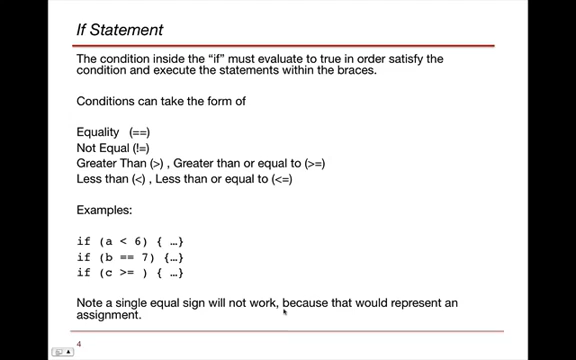 If Statement
The condition inside the “if” must evaluate to true in order satisfy the
condition and execute the statements within the braces.
Conditions can take the form of
Equality (==)
Not Equal (!=)
Greater Than (>) , Greater than or equal to (>=)
Less than (<) , Less than or equal to (<=)
Examples:
if (a < 6) { …}
if (b == 7) {…}
if (c >= ) { …}
Note a single equal sign will not work, because that would represent an
assignment.
4